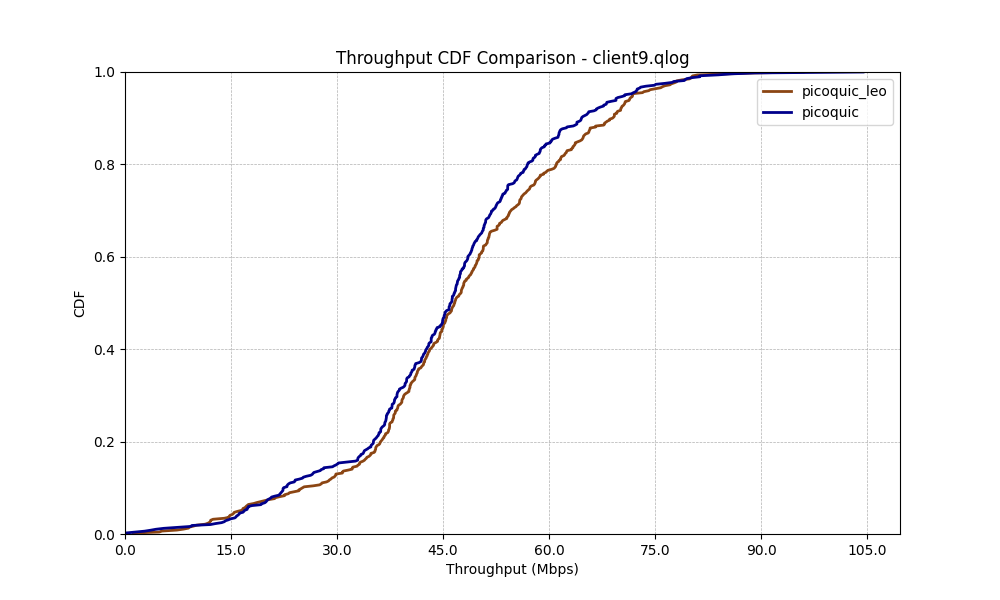 Throughput CDF Comparison - client9.qlog
1.0
picoquic_leo
picoquic
0.8
0.6
CDF
0.4
0.2
0.0
0.0 15.0 30.0 45.0 60.0 75.0 90.0 105.0
Throughput (Mbps)